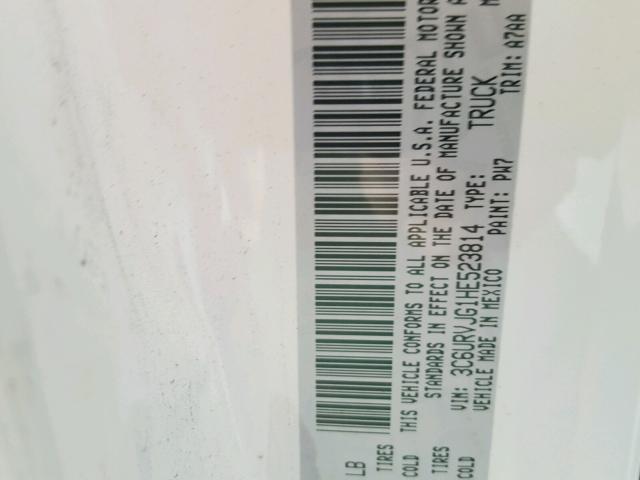 LB
TIRES
COLD
TIRES
COLD
THIS VEHICLE CONFORMS TO ALL APPLICABLE U.S.A. FEDERAL MOTOR
STANDARDS IN EFFECT ON THE DATE OF MANUFACTURE SHOWN A
VIN: 3C6URVJG1HE523814 TYPE: TRUCK
VEHICLE MADE IN MEXICO PAINT: PW7 TRIM: A7AA